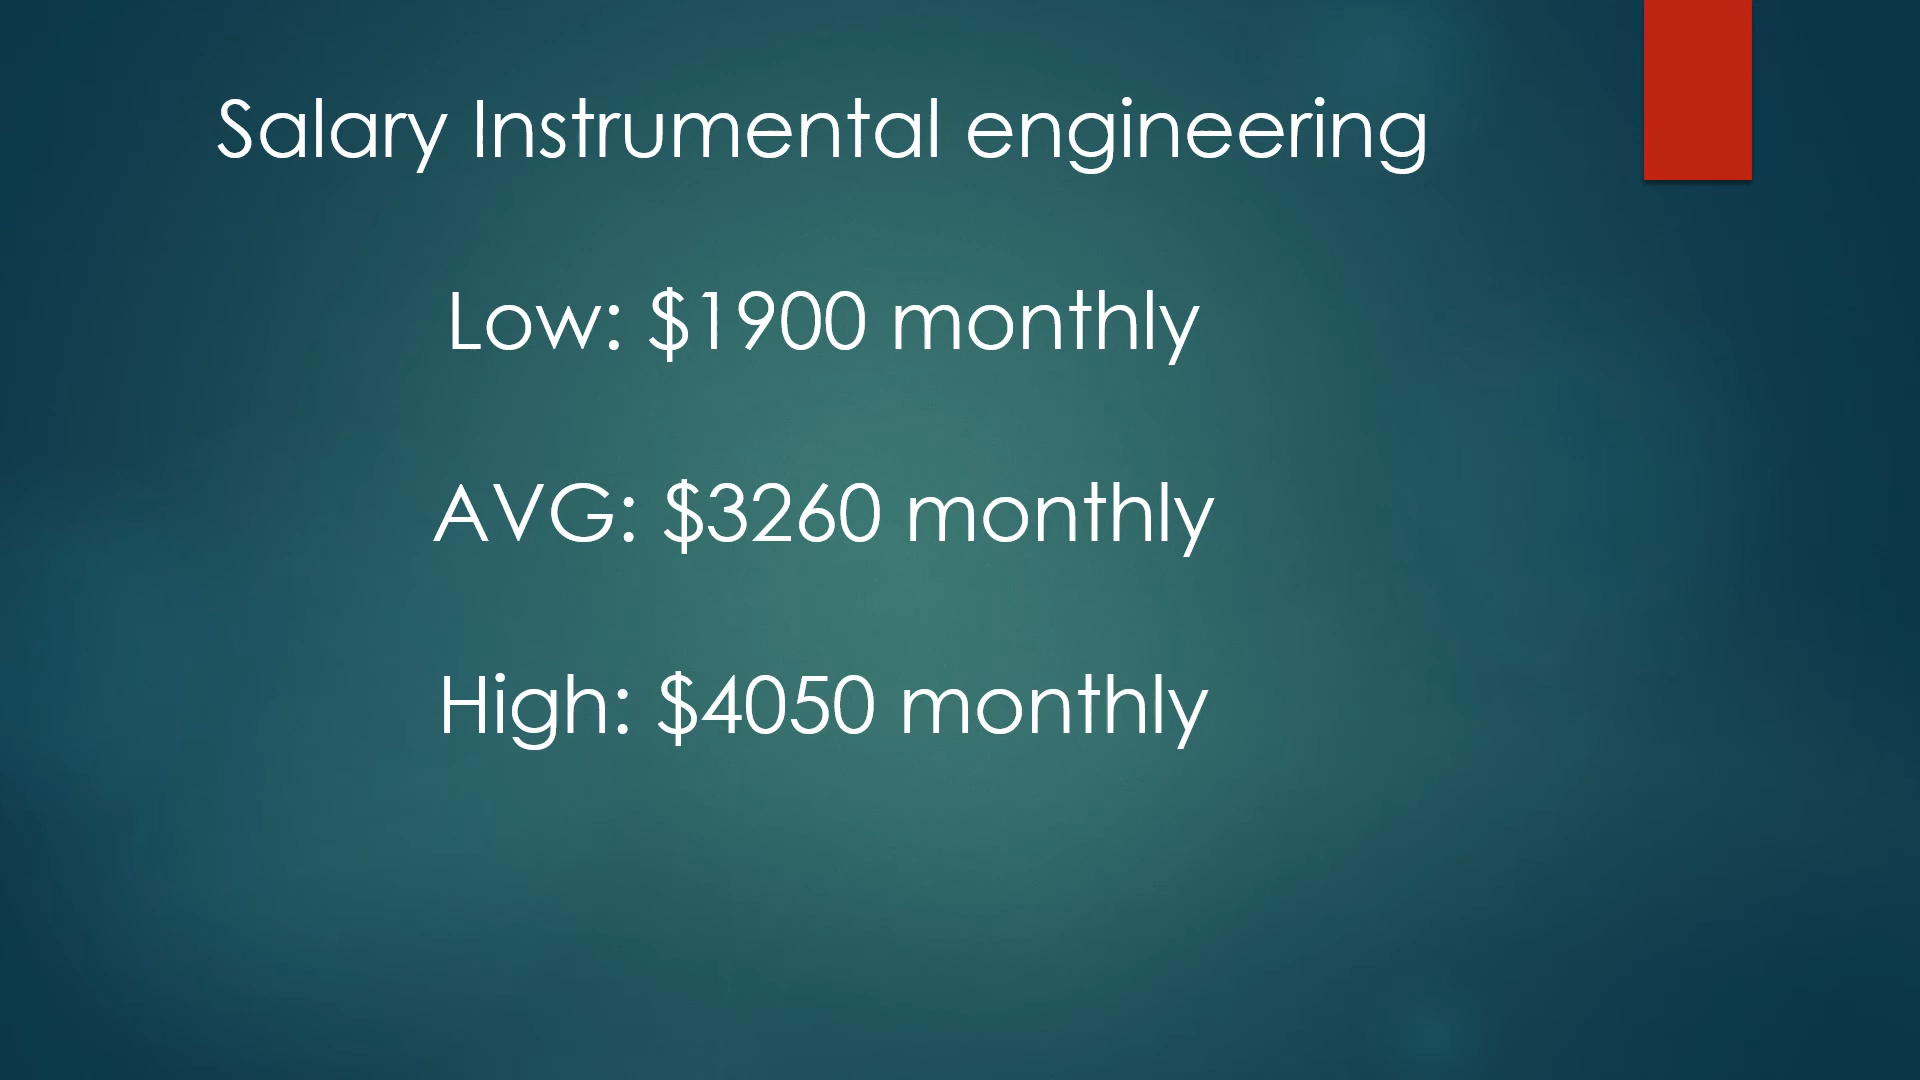 Salary Instrumental engineering
Low: $1900 monthly
AVG: $3260 monthly
High: $4050 monthly